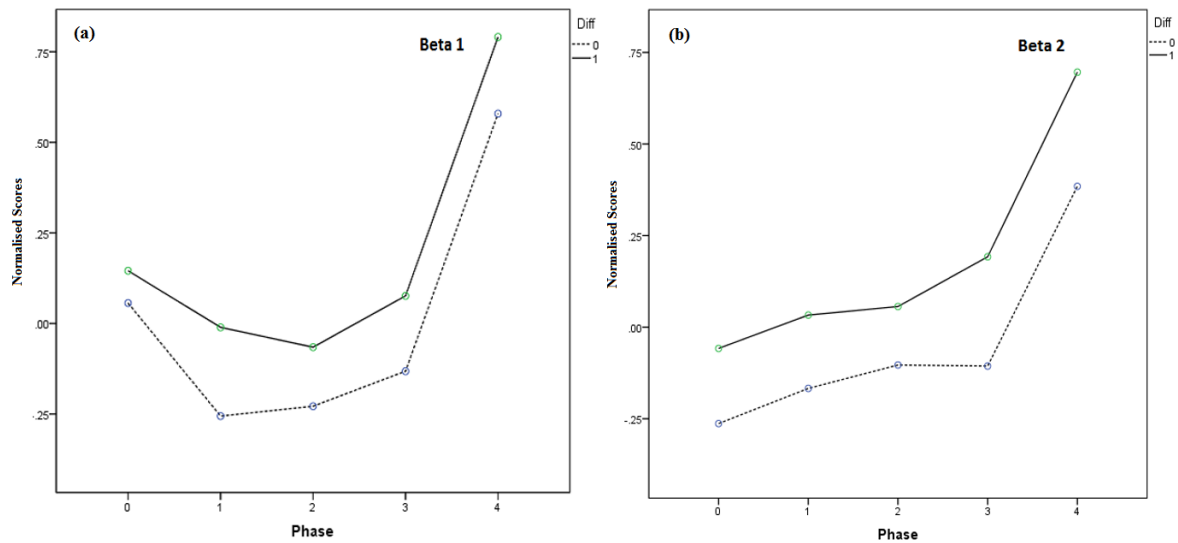 (a)
Beta 1
Diff
0
1
.75
.50
.25
.00
-.25
Normalised Scores
0 1 2 3 4
Phase
(b)
Beta 2
Diff
0
1
.75
.50
.25
.00
-.25
Normalised Scores
0 1 2 3 4
Phase